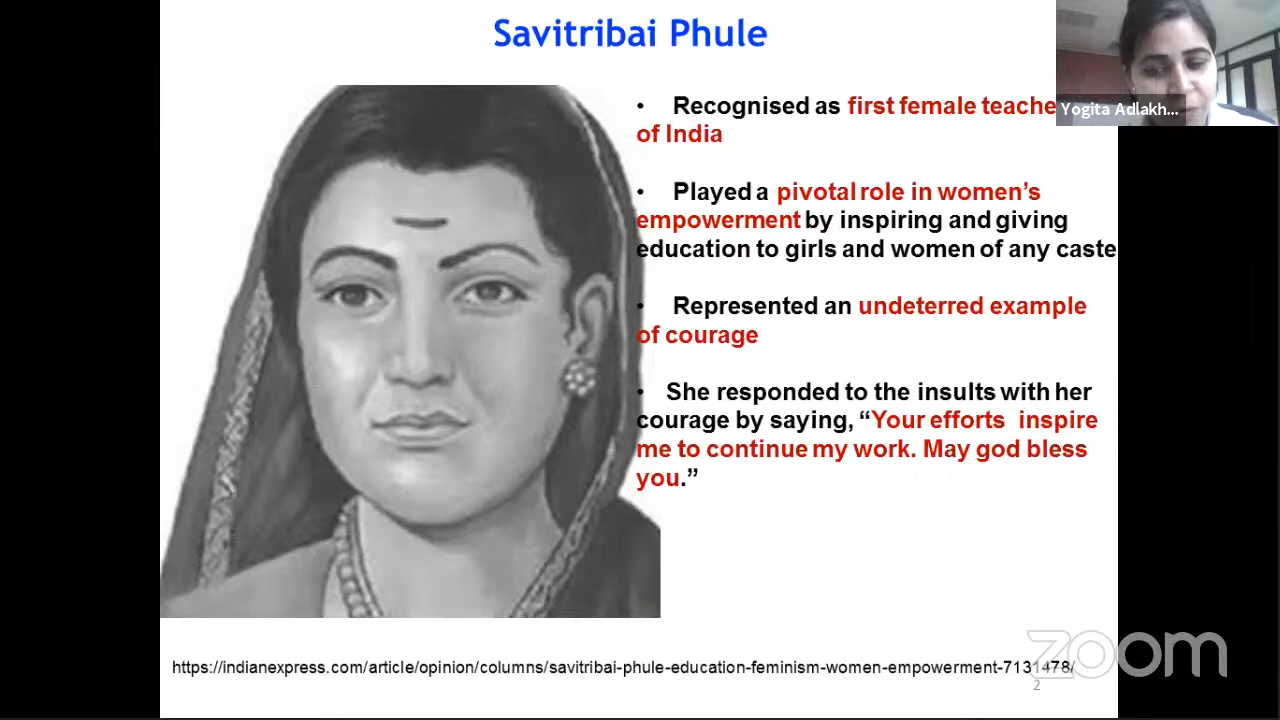 Savitribai Phule
Yogita Adlakh...
• Recognised as first female teache
of India
• Played a pivotal role in women’s
empowerment by inspiring and giving
education to girls and women of any caste
• Represented an undeterred example
of courage
• She responded to the insults with her
courage by saying, “Your efforts inspire
me to continue my work. May god bless
you.”
https://indianexpress.com/article/opinion/columns/savitribai-phule-education-feminism-women-empowerment-7131478/
2
zoom